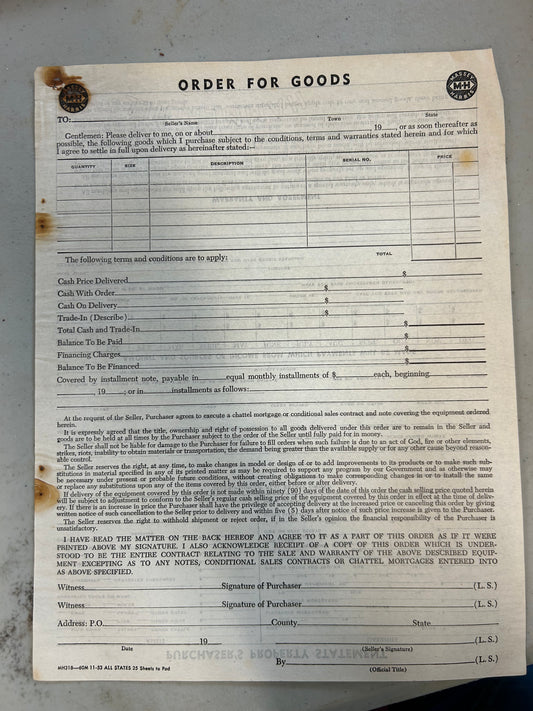 ORDER FOR GOODS
MASSEY
M-H
HARRIS
TO:
Seller's Name Town State
Gentlemen: Please deliver to me, on or about , 19 , or as soon thereafter as
possible, the following goods which I purchase subject to the conditions, terms and warranties stated herein and for which
I agree to settle in full upon delivery as hereinafter stated:—
QUANTITY SIZE DESCRIPTION SERIAL NO. PRICE
WARRANTY AND AGREEMENT
The following terms and conditions are to apply: TOTAL
Cash Price Delivered $
Cash With Order $
Cash On Delivery $
Trade-In (Describe) $
Total Cash and Trade-In $
Balance To Be Paid $
Financing Charges $
Balance To Be Financed $
Covered by installment note, payable in equal monthly installments of $ each, beginning
, 19 ; or in installments as follows:
At the request of the Seller, Purchaser agrees to execute a chattel mortgage or conditional sales contract and note covering the equipment ordered
herein.
It is expressly agreed that the title, ownership and right of possession to all goods delivered under this order are to remain in the Seller and
goods are to be held at all times by the Purchaser subject to the order of the Seller until fully paid for in money.
The Seller shall not be liable for damage for failure to fill orders when such failure is due to an act of God, fire or other elements,
strikes, riots, inability to obtain materials or transportation, the demand being greater than the available supply or for any other cause beyond reason-
able control.
The Seller reserves the right, at any time, to make changes in model or design of or to add improvements to its products or to make such sub-
stitutions in material specified in any of its printed matter as may be required to support any program by our Government and as otherwise may
be necessary under present or probable future conditions, without creating obligations to make corresponding changes in or to install the same
or replace any substitutions upon any of the items covered by this order, either before or after delivery.
If delivery of the equipment covered by this order is not made within ninety (90) days of the date of this order the cash selling price quoted herein
will be subject to adjustment to conform to the Seller's regular cash selling price of the equipment covered by this order in effect at the time of delive
ery. If there is an increase in price the Purchaser shall have the privilege of accepting delivery at the increased price or cancelling this order by giving
written notice of such cancellation to the Seller prior to delivery and within five (5) days after notice of such price increase is given to the Purchaser.
The Seller reserves the right to withhold shipment or reject order, if in the Seller's opinion the financial responsibility of the Purchaser is
unsatisfactory.
I HAVE READ THE MATTER ON THE BACK HEREOF AND AGREE TO IT AS A PART OF THIS ORDER AS IF IT WERE
PRINTED ABOVE MY SIGNATURE. I ALSO ACKNOWLEDGE RECEIPT OF A COPY OF THIS ORDER WHICH IS UNDER-
STOOD TO BE THE ENTIRE CONTRACT RELATING TO THE SALE AND WARRANTY OF THE ABOVE DESCRIBED EQUIP-
MENT EXCEPTING AS TO ANY NOTES, CONDITIONAL SALES CONTRACTS OR CHATTEL MORTGAGES ENTERED INTO
AS ABOVE SPECIFIED.
Witness Signature of Purchaser (L. S.)
Witness Signature of Purchaser (L. S.)
Address: P.O. County State
19 (L. S.)
Date (Seller's Signature)
PURCHASER'S PROPERTY STATEMENT
By (L. S.)
MH318—60M 11-53 ALL STATES 25 Sheets to Pad (Official Title)